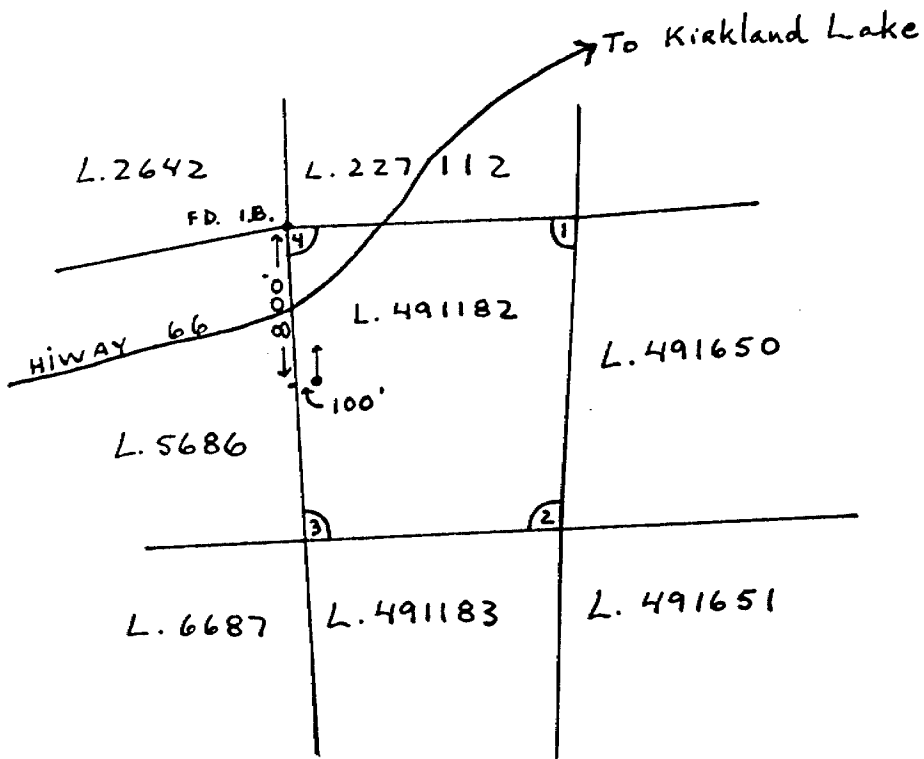 To Kirkland Lake
L.2642
L.227112
FD. I.B.
4
1
800'
L. 491182
HIWAY 66
L. 491650
100'
L. 5686
3
2
L. 6687
L. 491183
L. 491651